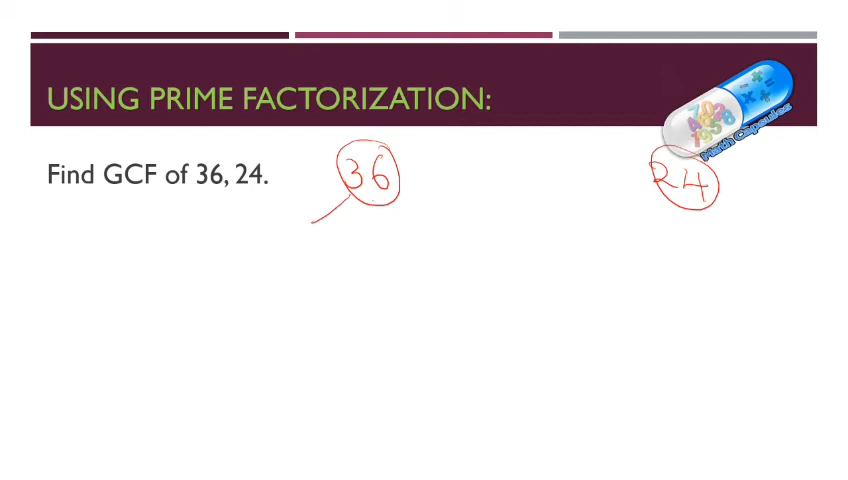 USING PRIME FACTORIZATION:
Math Capsules
Find GCF of 36, 24.
36
24